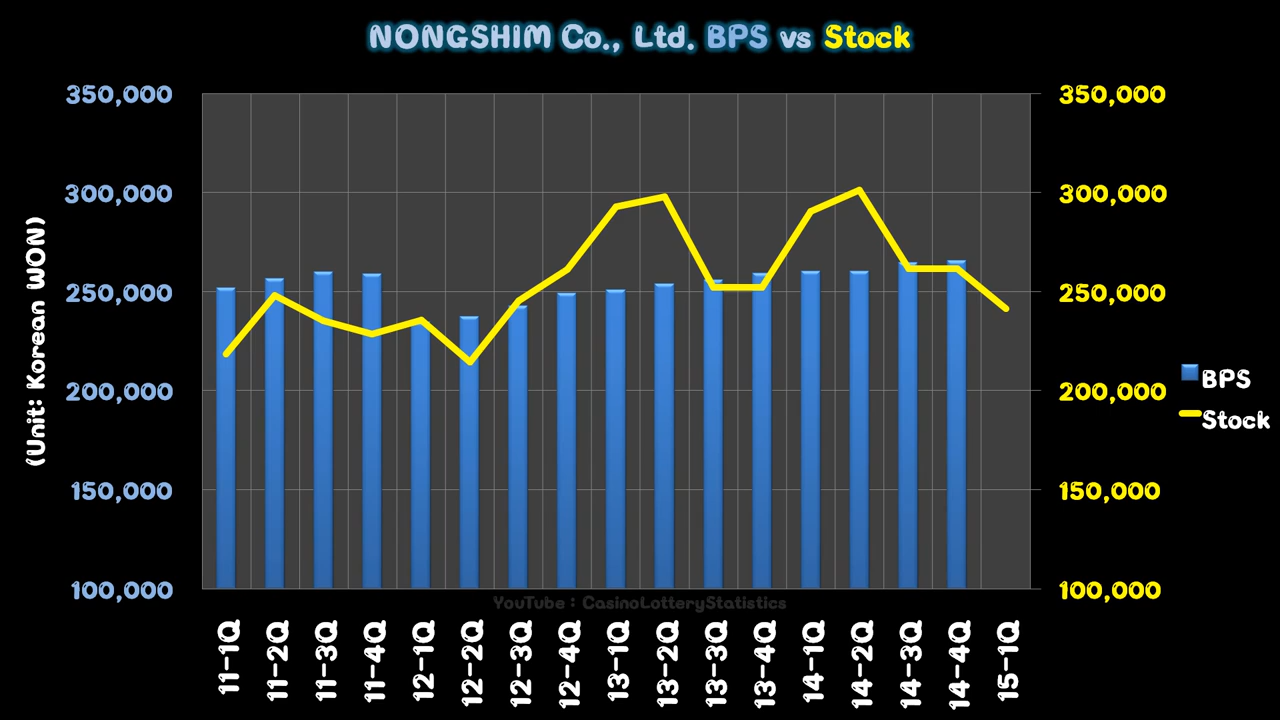 NONGSHIM Co., Ltd. BPS vs Stock
350,000
300,000
250,000
200,000
150,000
100,000
(Unit: Korean WON)
350,000
300,000
250,000
200,000
150,000
100,000
BPS
Stock
YouTube : CasinoLotteryStatistics
11-1Q
11-2Q
11-3Q
11-4Q
12-1Q
12-2Q
12-3Q
12-4Q
13-1Q
13-2Q
13-3Q
13-4Q
14-1Q
14-2Q
14-3Q
14-4Q
15-1Q